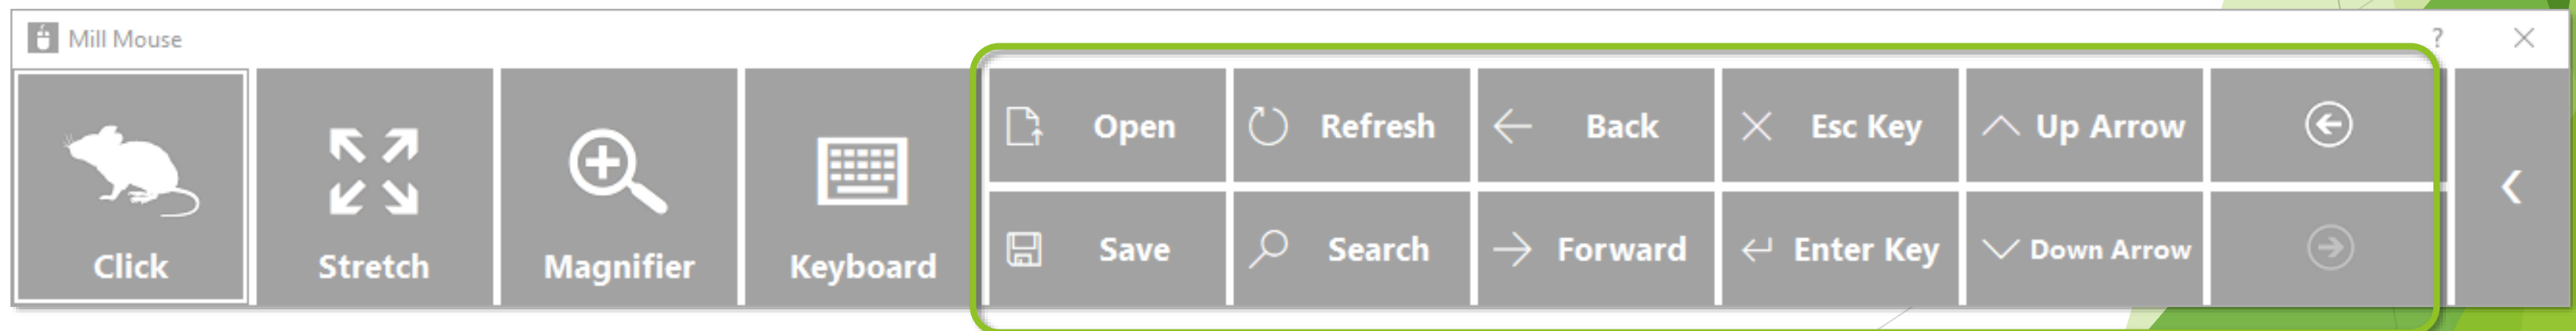 Mill Mouse ?
Click
Stretch
Magnifier
Keyboard
Open
Refresh
Back
Esc Key
Up Arrow
Save
Search
Forward
Enter Key
Down Arrow